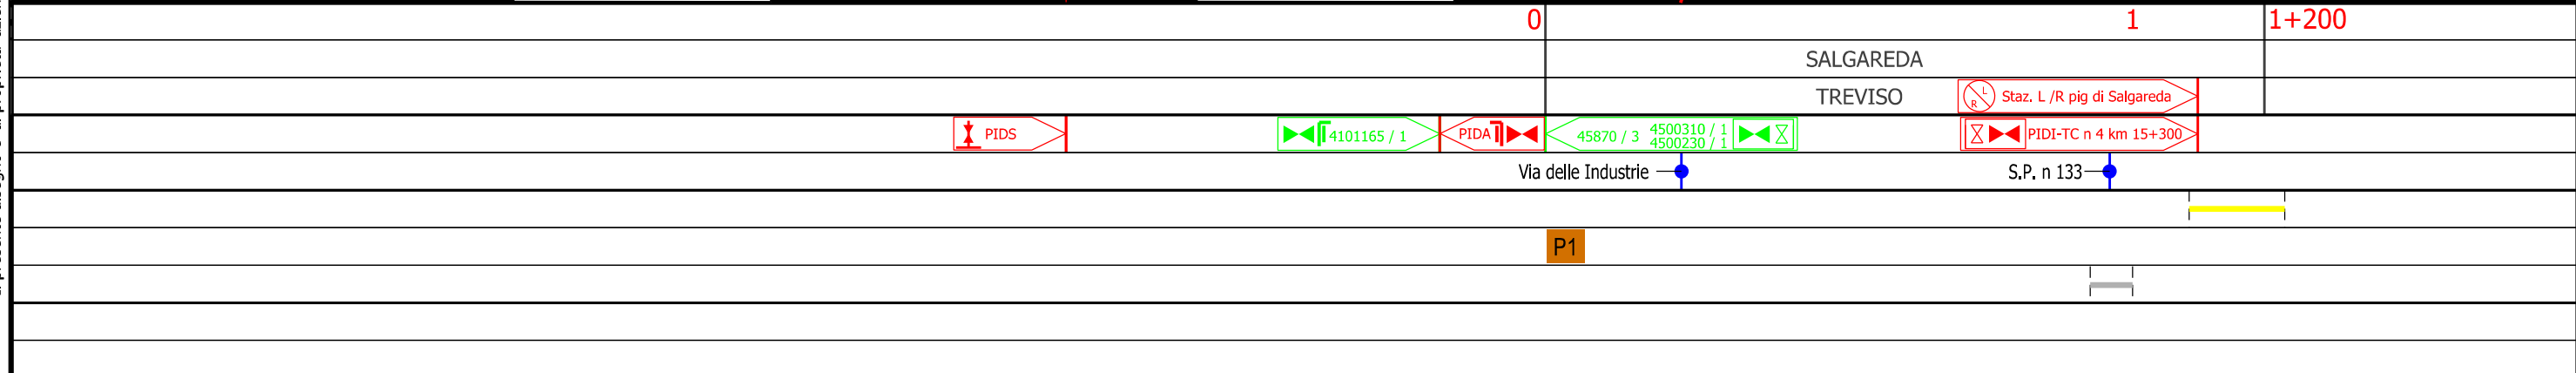 0
1
1+200
SALGAREDA
TREVISO
L
R
Staz. L /R pig di Salgareda
PIDS
4101165 / 1
PIDA
45870 / 3
4500310 / 1
4500230 / 1
PIDI-TC n 4 km 15+300
Via delle Industrie
S.P. n 133
P1